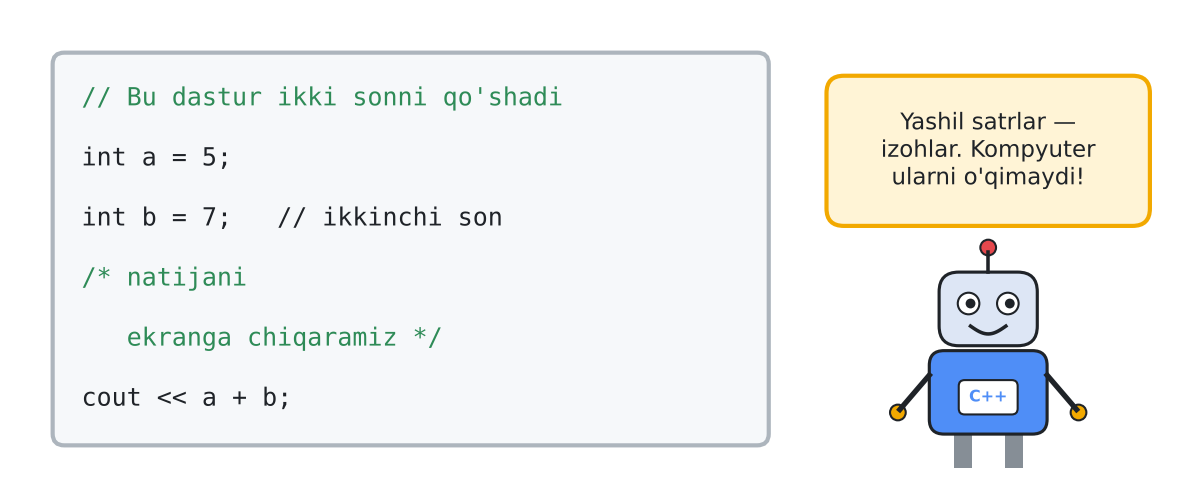 // Bu dastur ikki sonni qo'shadi
int a = 5;
int b = 7;   // ikkinchi son
/* natijani
   ekranga chiqaramiz */
cout << a + b;
Yashil satrlar —
izohlar. Kompyuter
ularni o'qimaydi!
C++